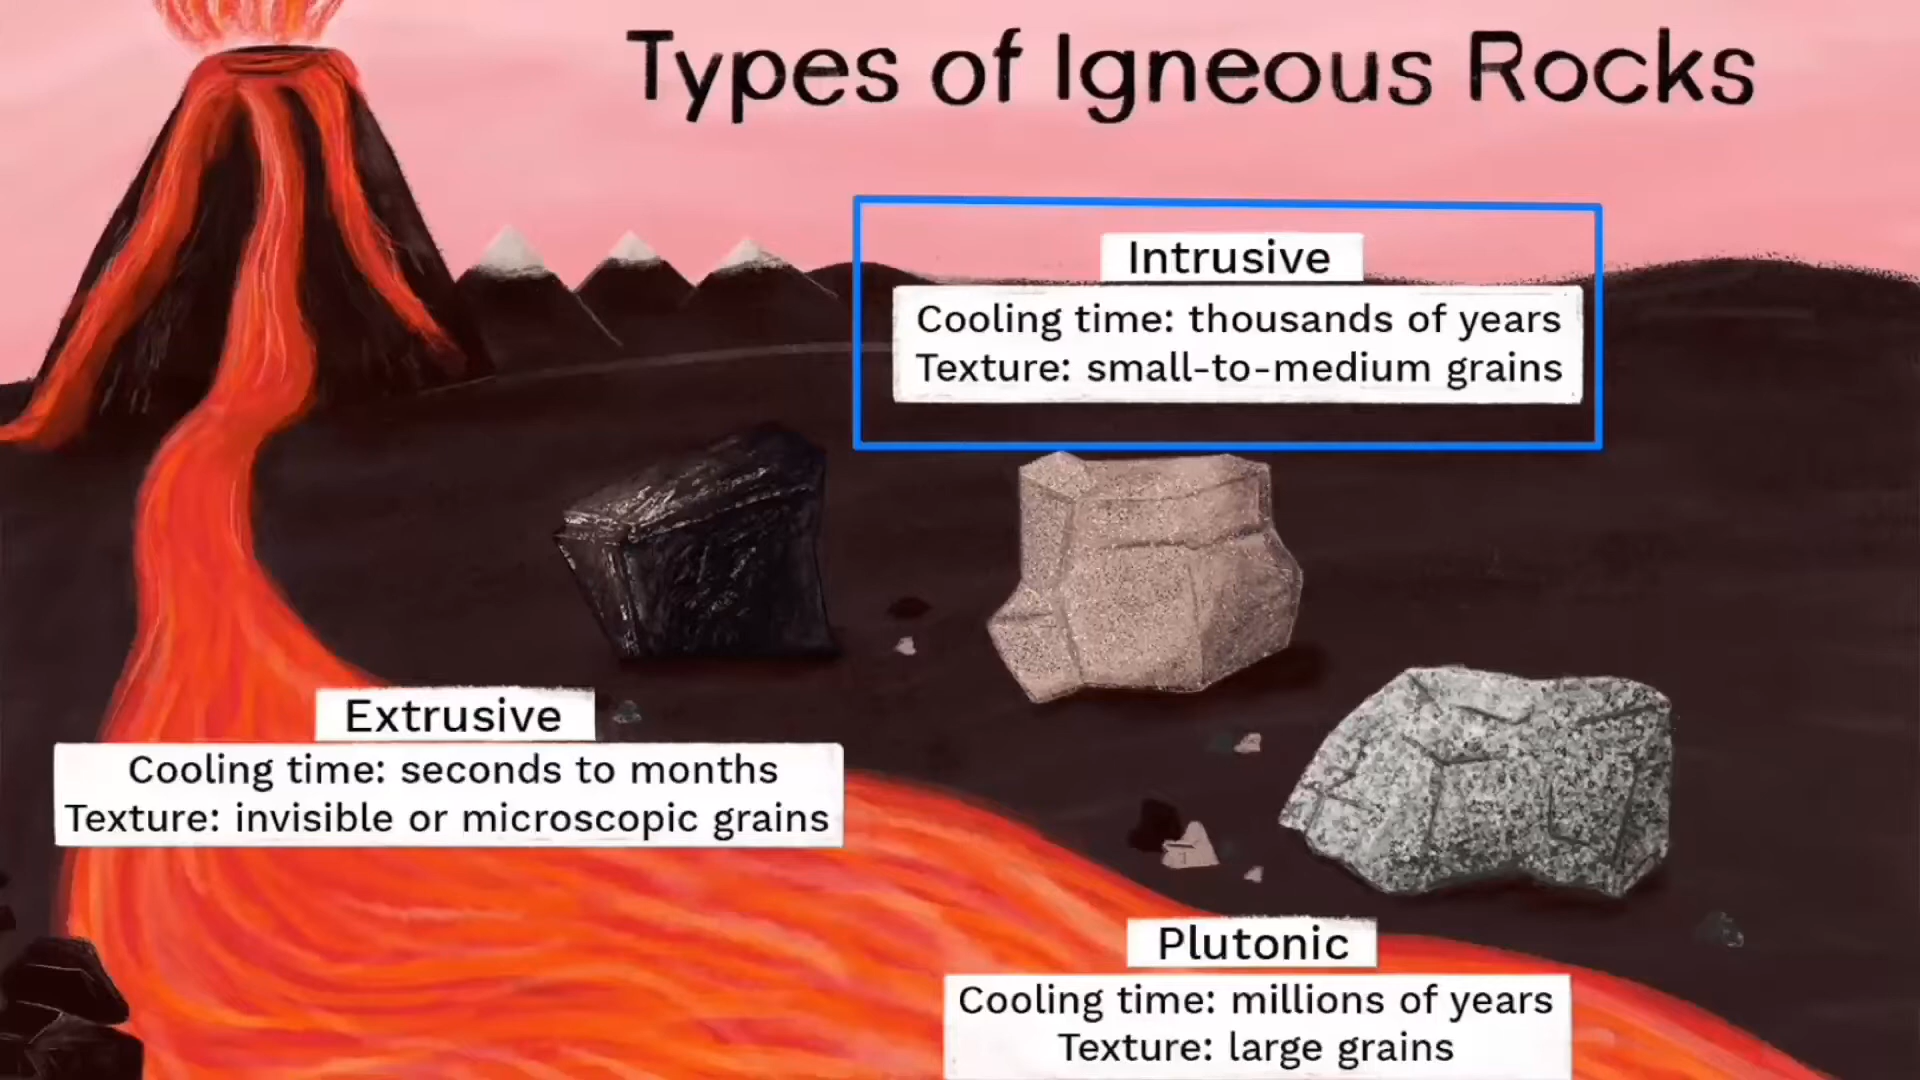 Types of Igneous Rocks
Intrusive
Cooling time: thousands of years
Texture: small-to-medium grains
Extrusive
Cooling time: seconds to months
Texture: invisible or microscopic grains
Plutonic
Cooling time: millions of years
Texture: large grains